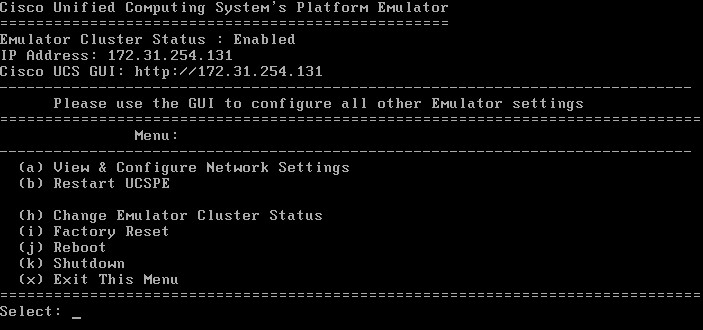 Cisco Unified Computing System's Platform Emulator
==================================================
Emulator Cluster Status : Enabled
IP Address: 172.31.254.131
Cisco UCS GUI: http://172.31.254.131
-----------------------------------------------------------------------------
      Please use the GUI to configure all other Emulator settings
==============================================================================
               Menu:
-----------------------------------------------------------------------------
  (a) View & Configure Network Settings
  (b) Restart UCSPE
  (h) Change Emulator Cluster Status
  (i) Factory Reset
  (j) Reboot
  (k) Shutdown
  (x) Exit This Menu
==============================================================================
Select: _